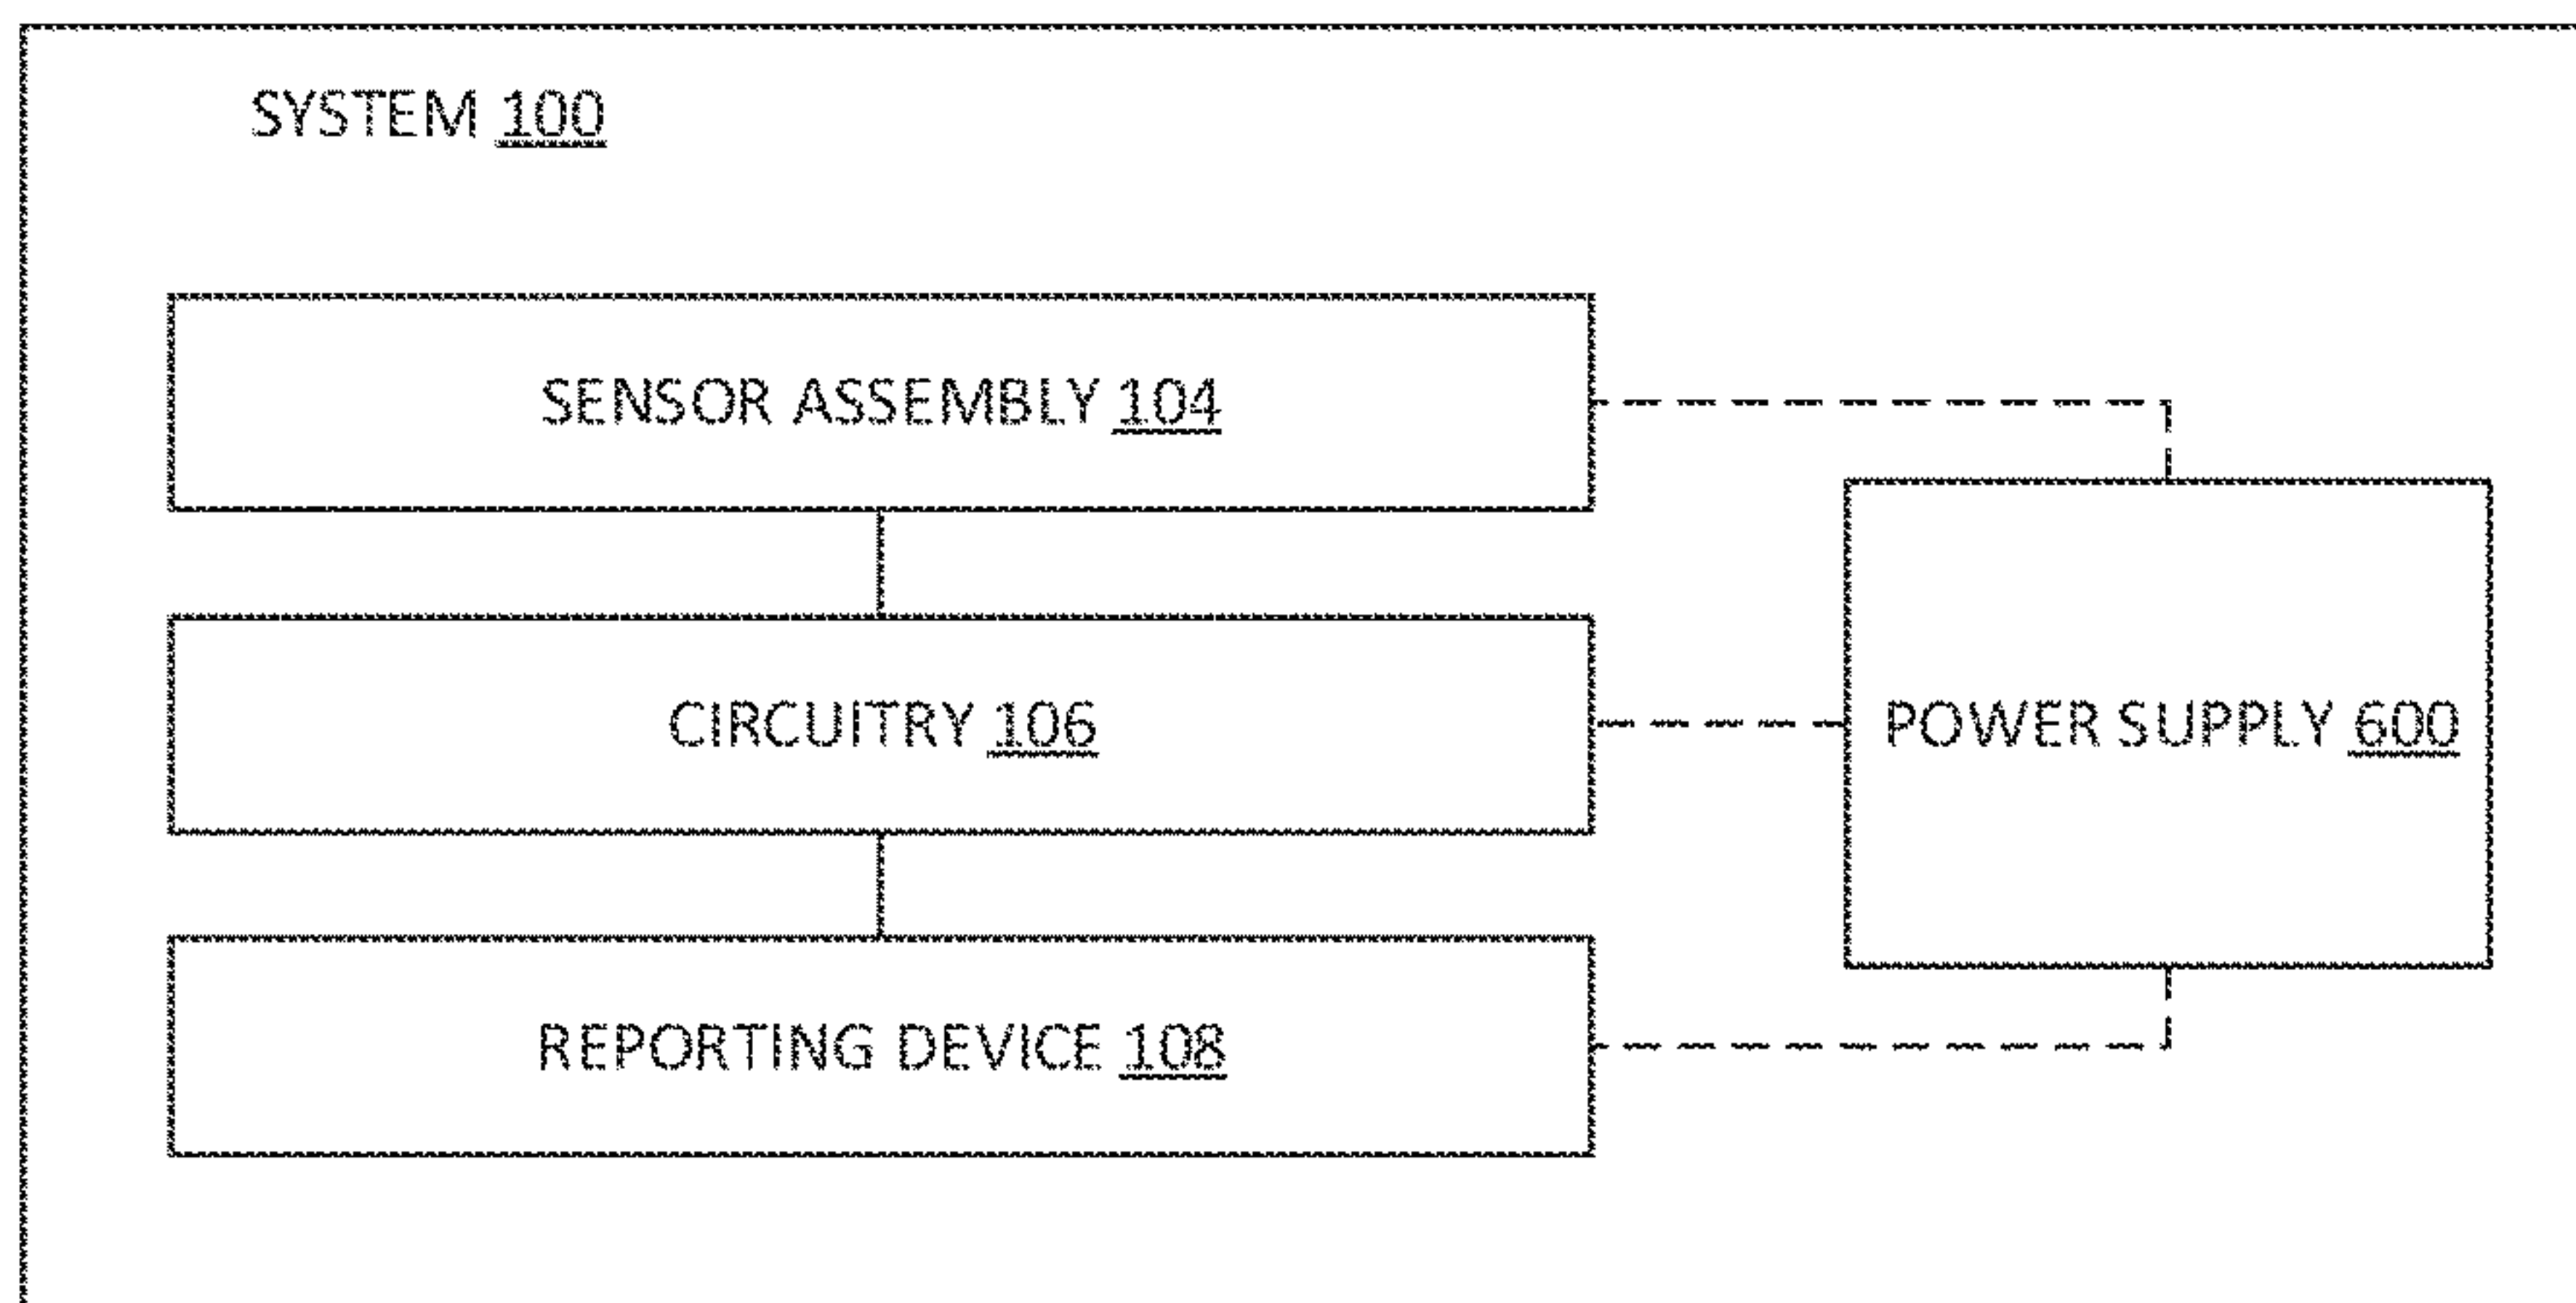 SYSTEM 100
SENSOR ASSEMBLY 104
CIRCUITRY 106
POWER SUPPLY 600
REPORTING DEVICE 108